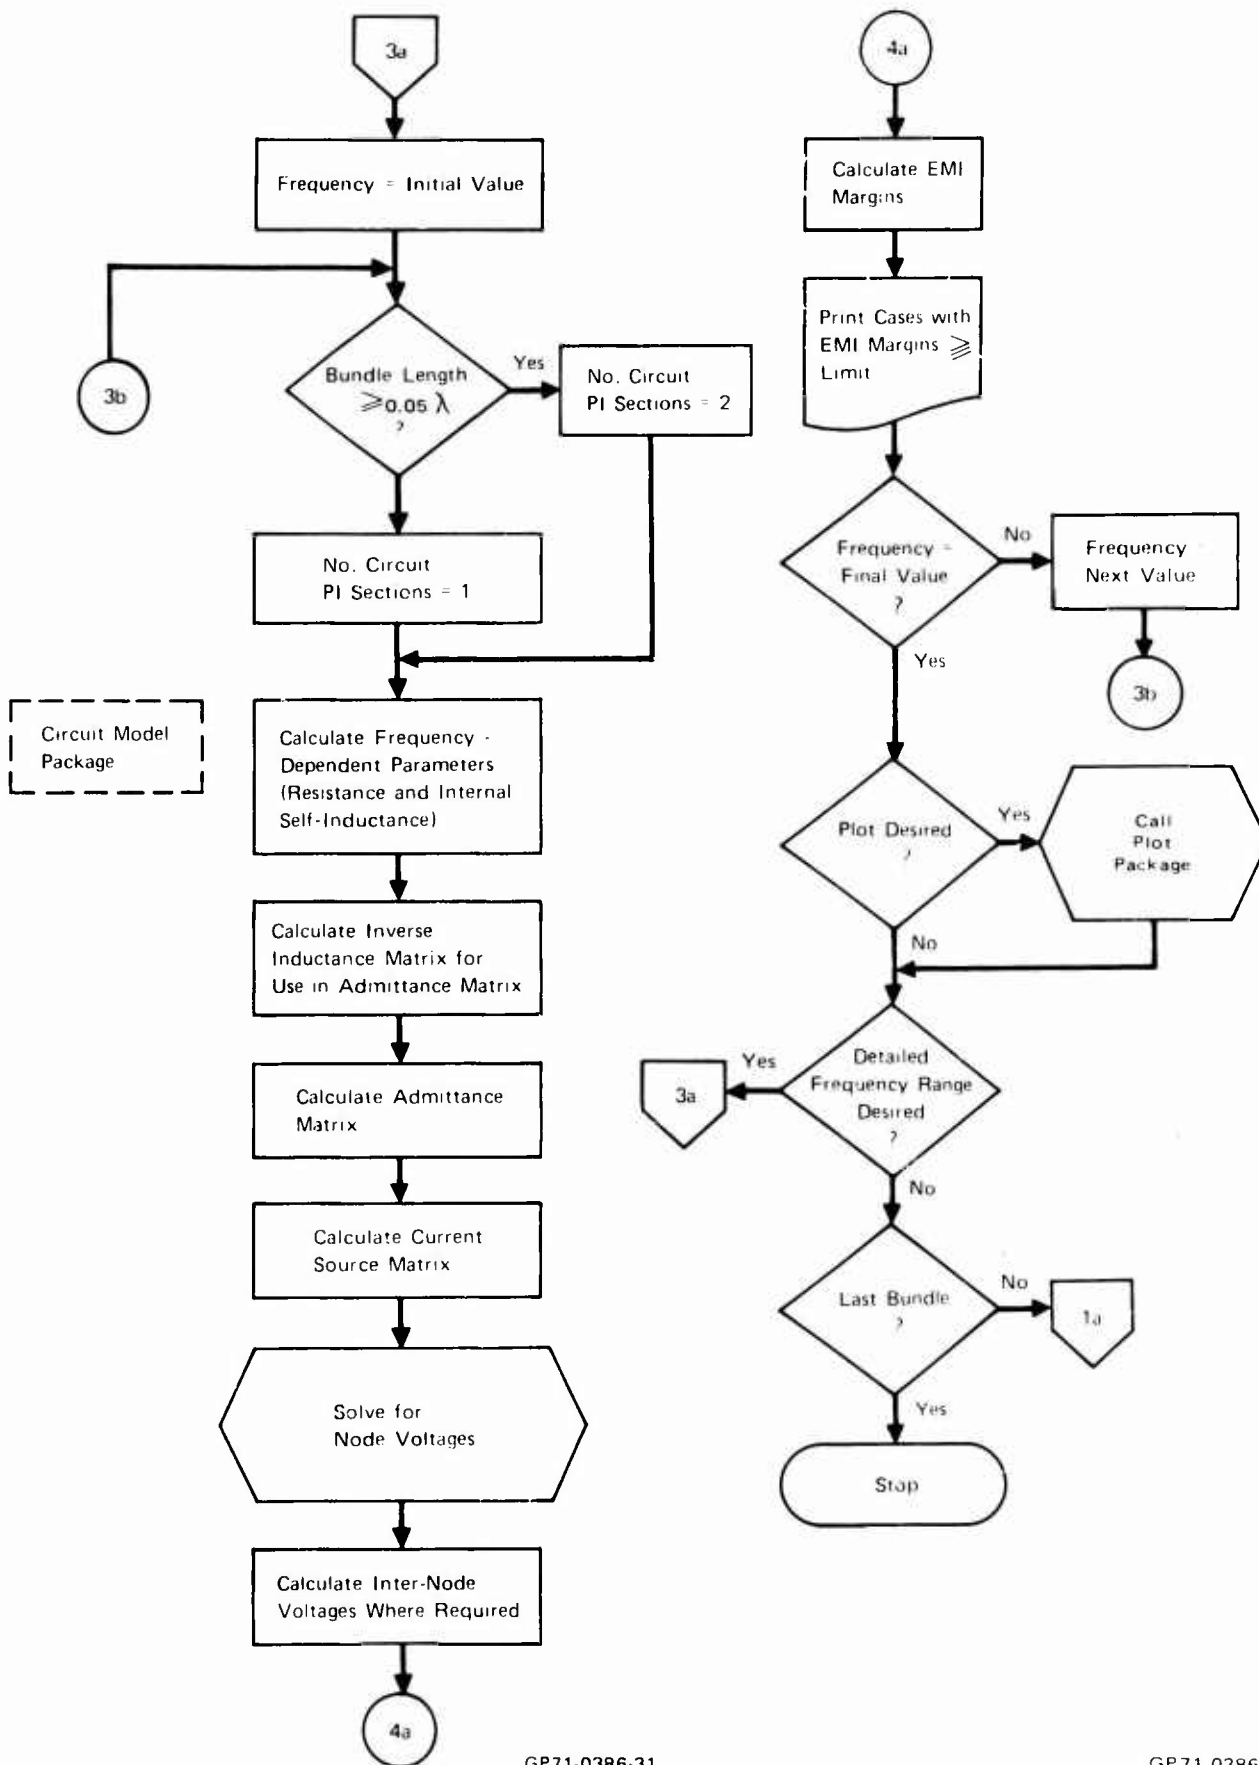 3a
Frequency = Initial Value
3b
Bundle Length
≥0.05 λ
?
Yes
No. Circuit
PI Sections = 2
No. Circuit
PI Sections = 1
Circuit Model
Package
Calculate Frequency -
Dependent Parameters
(Resistance and Internal
Self-Inductance)
Calculate Inverse
Inductance Matrix for
Use in Admittance Matrix
Calculate Admittance
Matrix
Calculate Current
Source Matrix
Solve for
Node Voltages
Calculate Inter-Node
Voltages Where Required
4a
GP71-0386-31
4a
Calculate EMI
Margins
Print Cases with
EMI Margins ≧
Limit
Frequency =
Final Value
?
No
Frequency =
Next Value
3b
Yes
Plot Desired
?
Yes
Call
Plot
Package
No
Detailed
Frequency Range
Desired
?
Yes
3a
No
Last Bundle
?
No
1a
Yes
Stop
GP71-0386